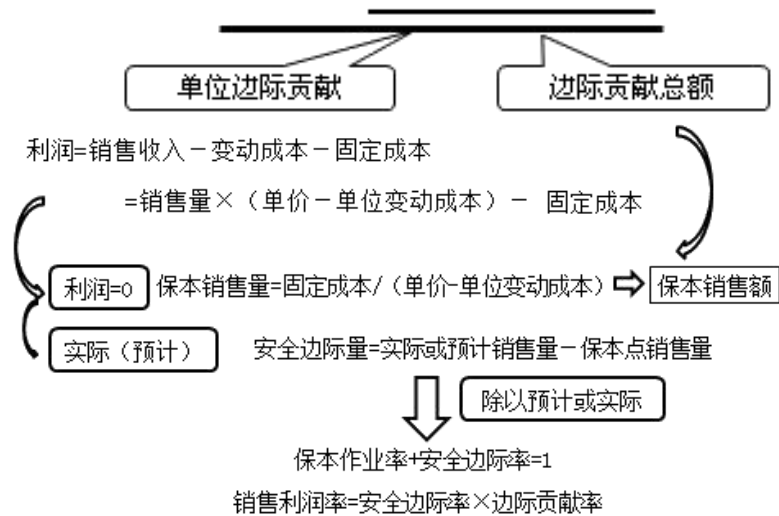 单位边际贡献 边际贡献总额
利润=销售收入－变动成本－固定成本
=销售量×（单价－单位变动成本）－ 固定成本
利润=0 保本销售量=固定成本/（单价-单位变动成本） 保本销售额
实际（预计） 安全边际量=实际或预计销售量－保本点销售量
除以预计或实际
保本作业率+安全边际率=1
销售利润率=安全边际率×边际贡献率